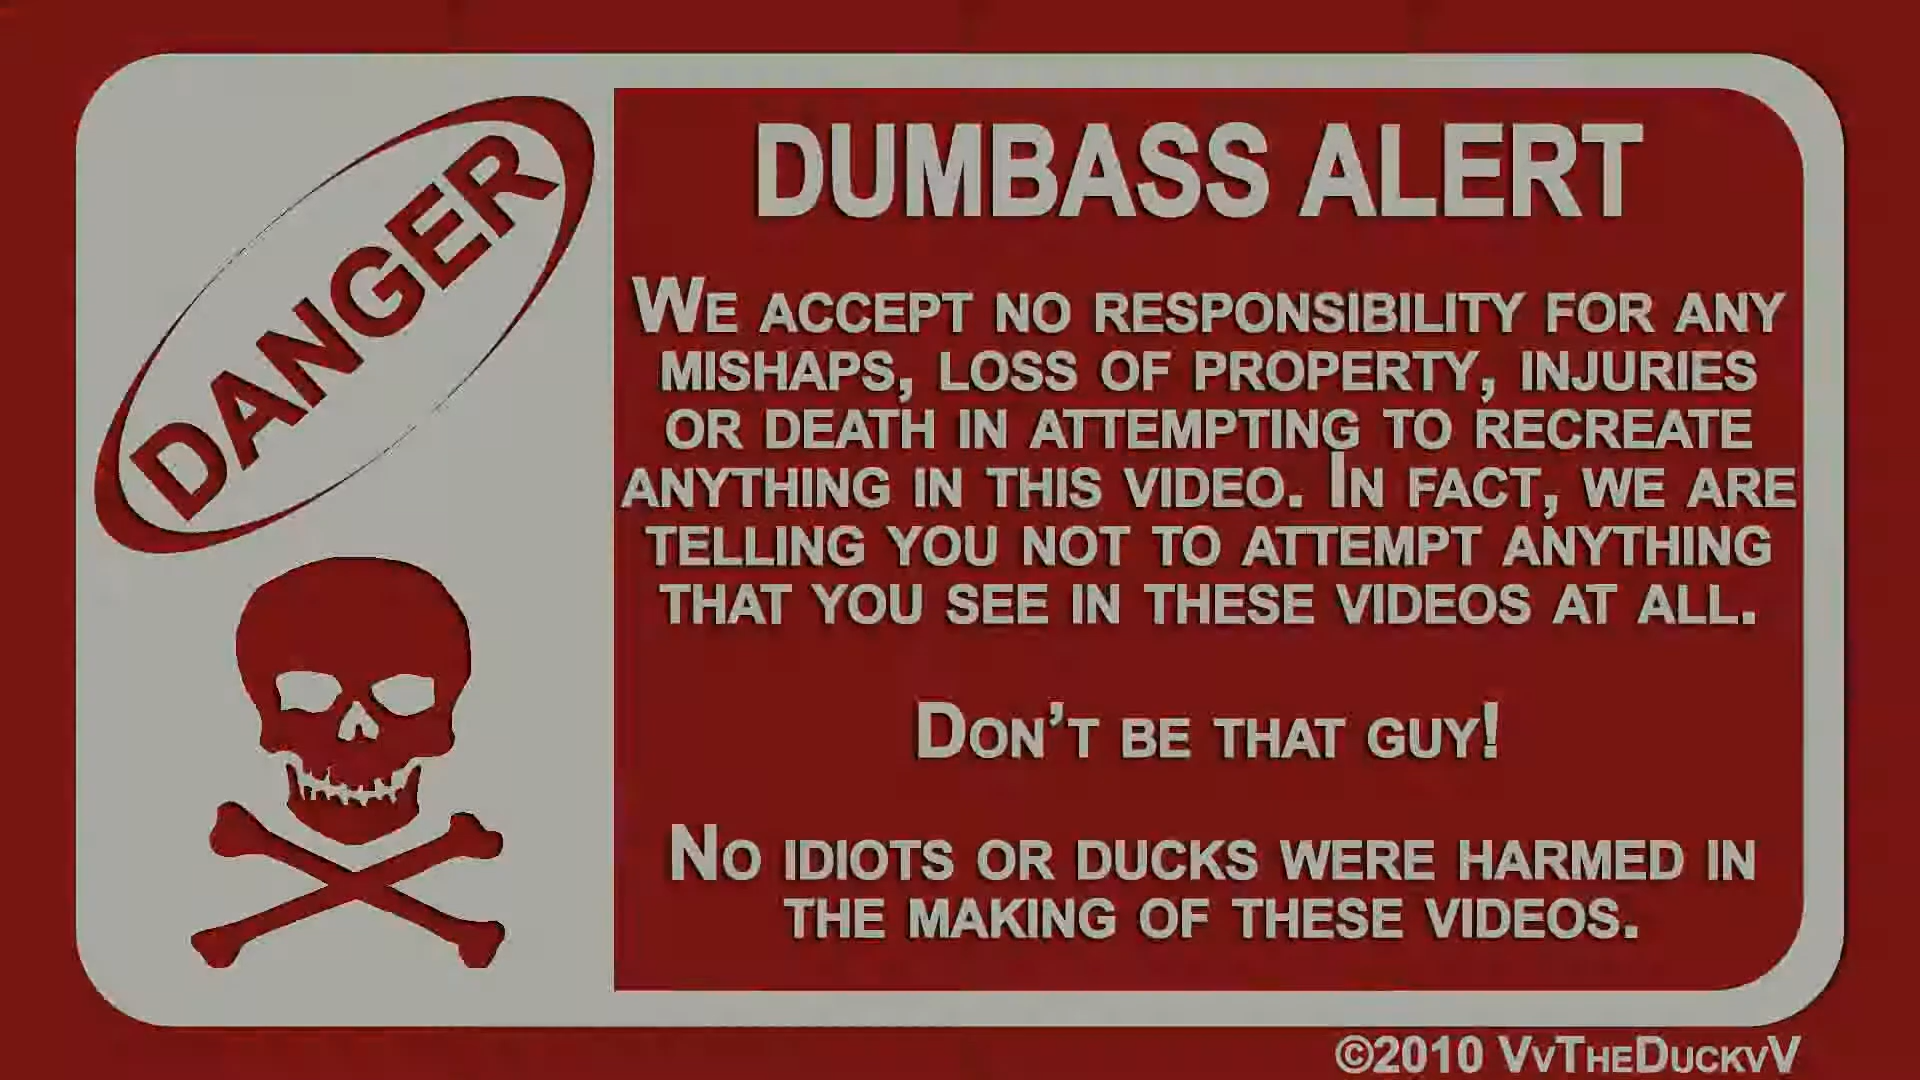 DANGER
DUMBASS ALERT
WE ACCEPT NO RESPONSIBILITY FOR ANY
MISHAPS, LOSS OF PROPERTY, INJURIES
OR DEATH IN ATTEMPTING TO RECREATE
ANYTHING IN THIS VIDEO. IN FACT, WE ARE
TELLING YOU NOT TO ATTEMPT ANYTHING
THAT YOU SEE IN THESE VIDEOS AT ALL.
DON'T BE THAT GUY!
NO IDIOTS OR DUCKS WERE HARMED IN
THE MAKING OF THESE VIDEOS.
©2010 VVTHEDUCKVV